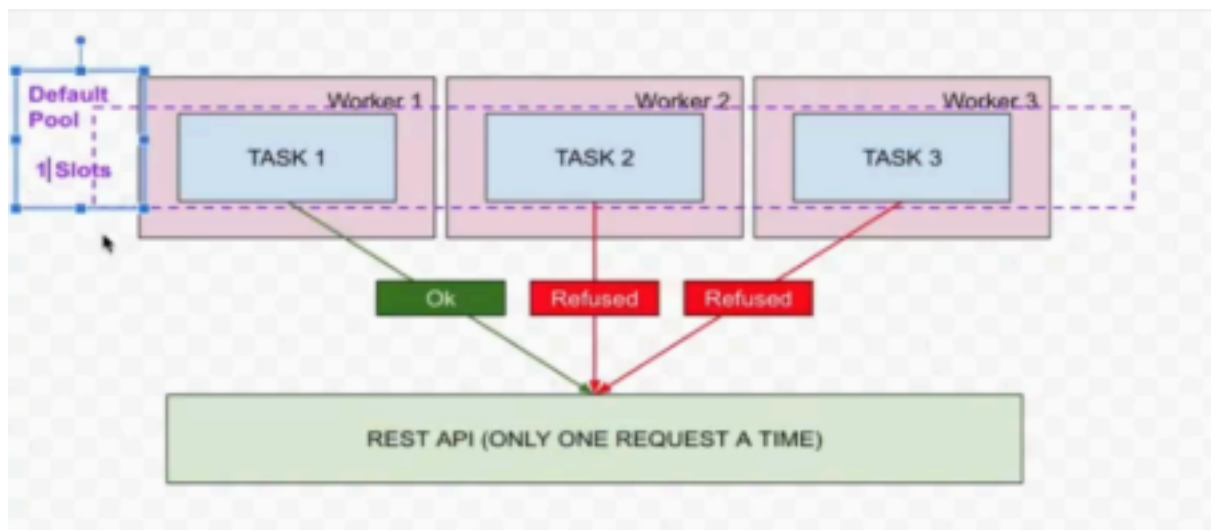 Default
Pool
1 Slots
Worker 1
Worker 2
Worker 3
TASK 1
TASK 2
TASK 3
Ok
Refused
Refused
REST API (ONLY ONE REQUEST A TIME)